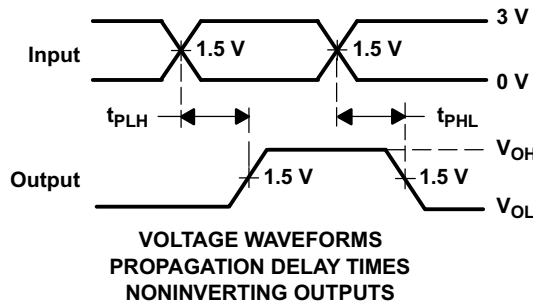 3 V
Input
1.5 V
1.5 V
0 V
tPLH
tPHL
VOH
Output
1.5 V
1.5 V
VOL
VOLTAGE WAVEFORMS
PROPAGATION DELAY TIMES
NONINVERTING OUTPUTS